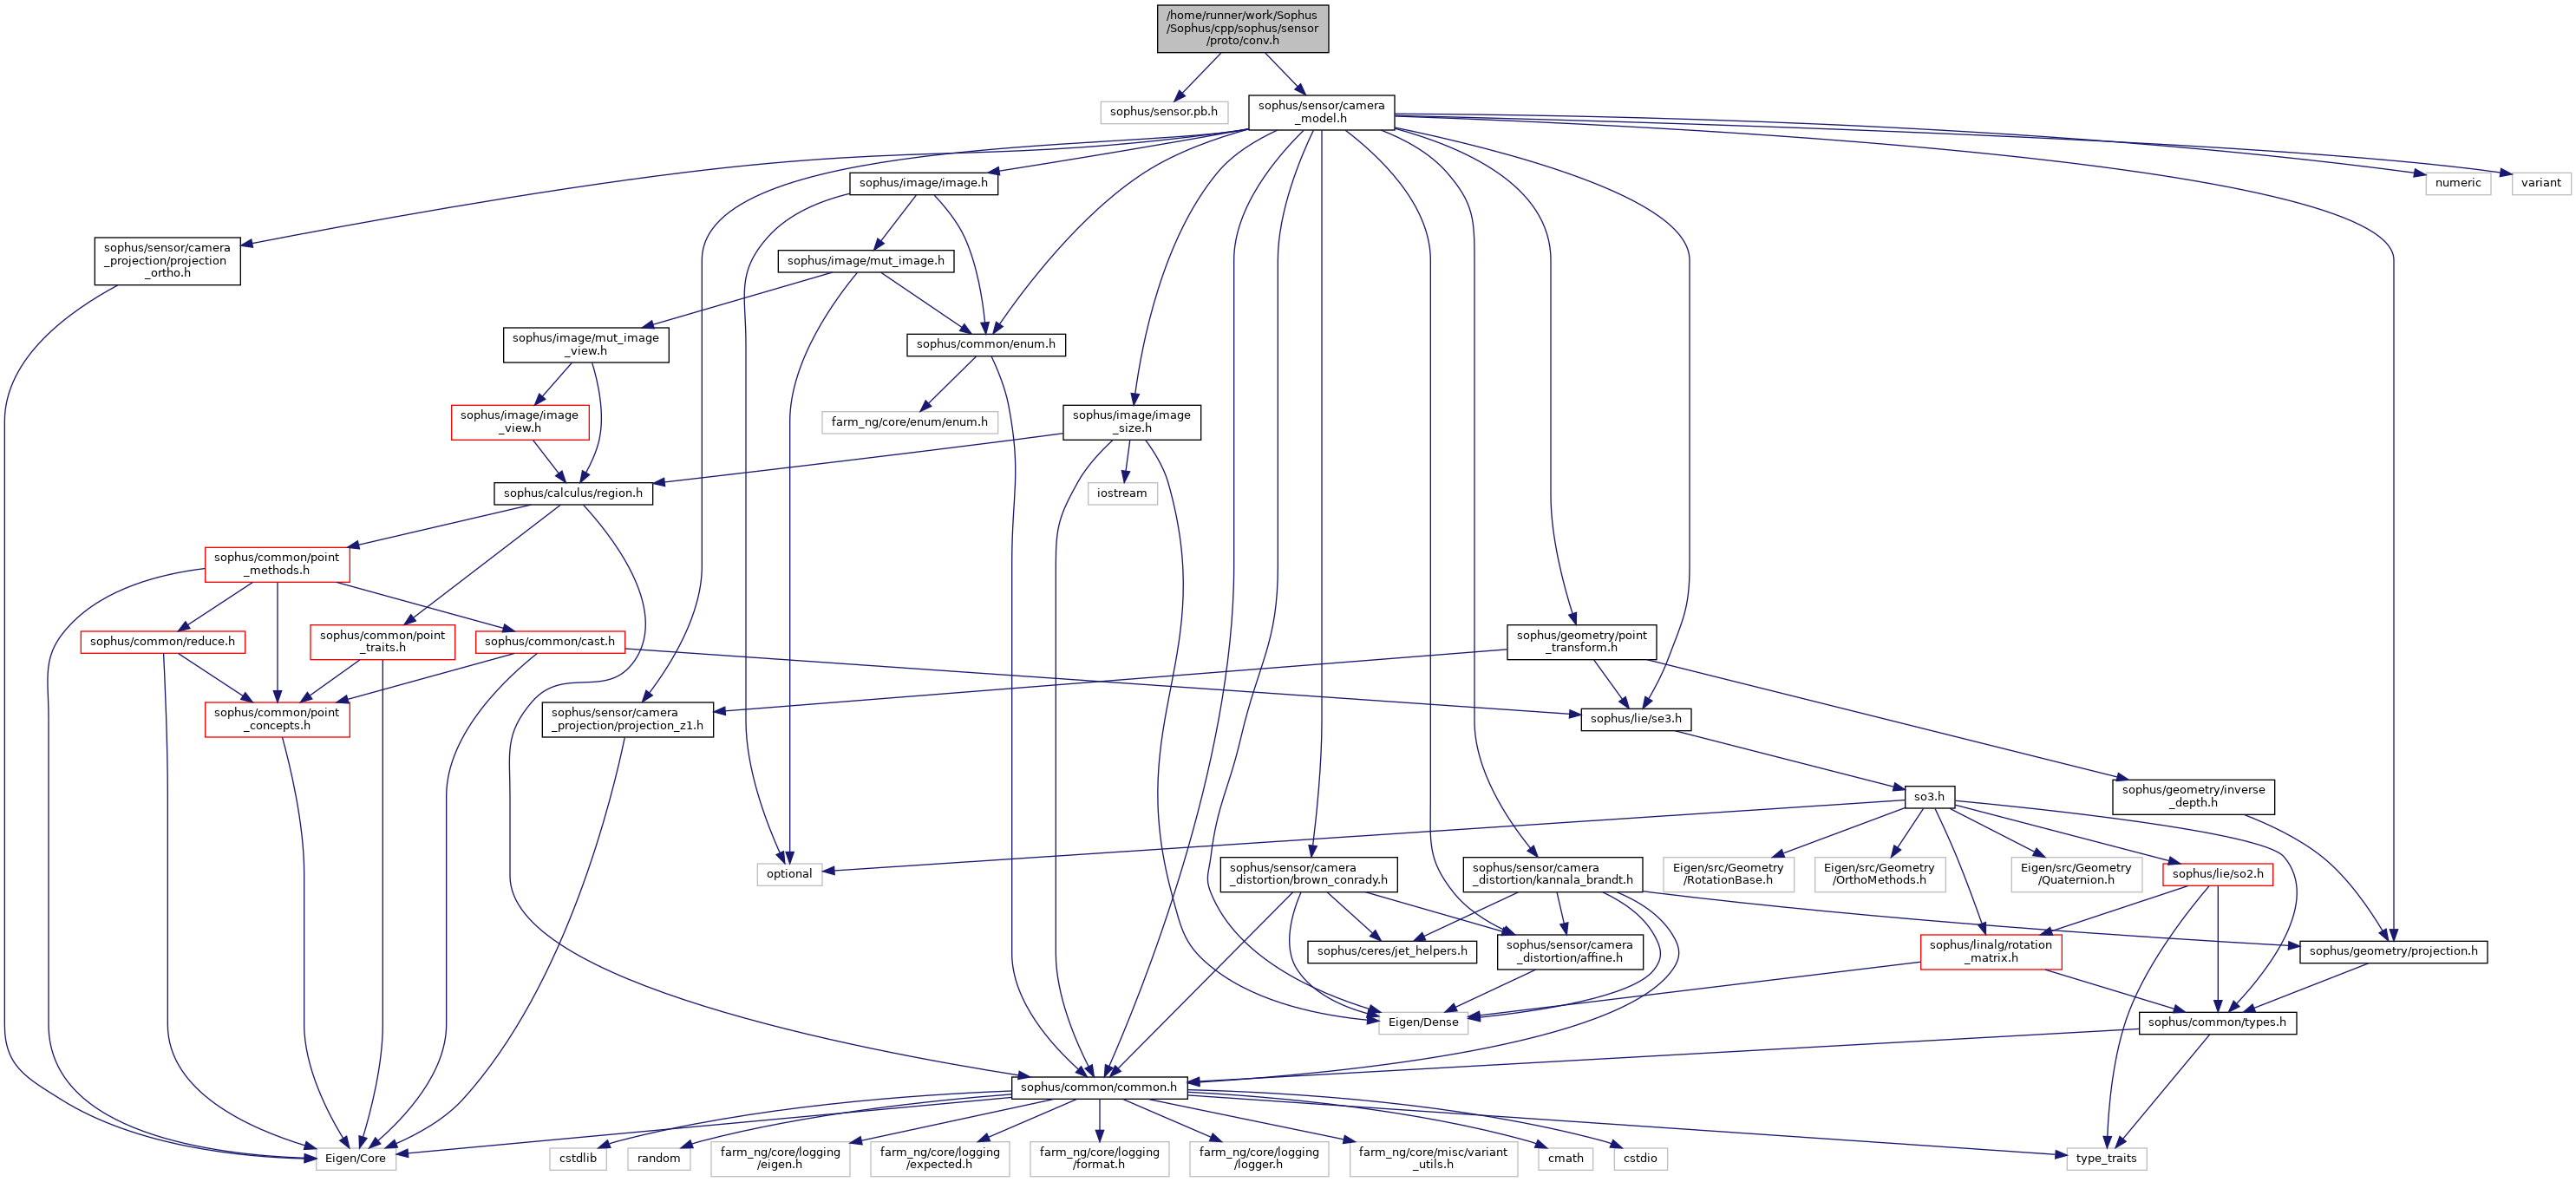 /home/runner/work/Sophus
/Sophus/cpp/sophus/sensor
/proto/conv.h
sophus/sensor.pb.h
sophus/sensor/camera
_model.h
sophus/image/image.h
numeric
variant
sophus/sensor/camera
_projection/projection
_ortho.h
sophus/image/mut_image.h
sophus/image/mut_image
_view.h
sophus/common/enum.h
sophus/image/image
_view.h
farm_ng/core/enum/enum.h
sophus/image/image
_size.h
sophus/calculus/region.h
iostream
sophus/common/point
_methods.h
sophus/common/reduce.h
sophus/common/point
_traits.h
sophus/common/cast.h
sophus/geometry/point
_transform.h
sophus/common/point
_concepts.h
sophus/sensor/camera
_projection/projection_z1.h
sophus/lie/se3.h
so3.h
sophus/geometry/inverse
_depth.h
optional
sophus/sensor/camera
_distortion/brown_conrady.h
sophus/sensor/camera
_distortion/kannala_brandt.h
Eigen/src/Geometry
/RotationBase.h
Eigen/src/Geometry
/OrthoMethods.h
Eigen/src/Geometry
/Quaternion.h
sophus/lie/so2.h
sophus/ceres/jet_helpers.h
sophus/sensor/camera
_distortion/affine.h
sophus/linalg/rotation
_matrix.h
sophus/geometry/projection.h
Eigen/Dense
sophus/common/types.h
sophus/common/common.h
Eigen/Core
cstdlib
random
farm_ng/core/logging
/eigen.h
farm_ng/core/logging
/expected.h
farm_ng/core/logging
/format.h
farm_ng/core/logging
/logger.h
farm_ng/core/misc/variant
_utils.h
cmath
cstdio
type_traits